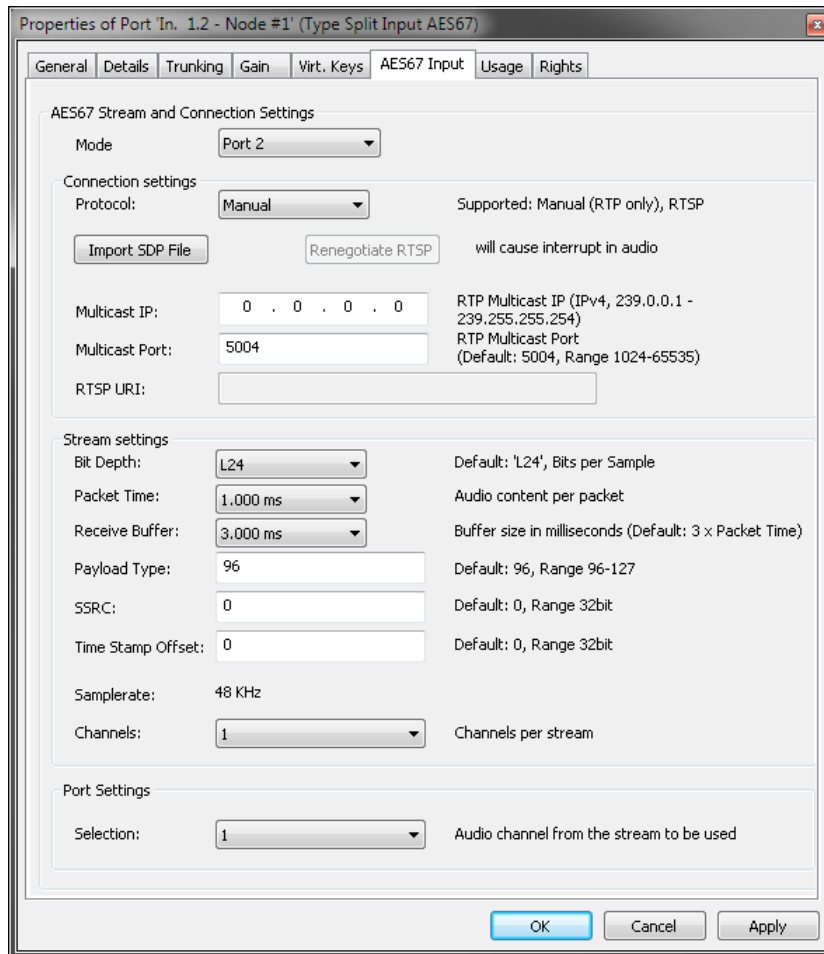 Properties of Port 'In. 1.2 - Node #1' (Type Split Input AES67)
x
General Details Trunking Gain Virt. Keys AES67 Input Usage Rights
AES67 Stream and Connection Settings
Mode Port 2
Connection settings
Protocol: Manual Supported: Manual (RTP only), RTSP
Import SDP File Renegotiate RTSP will cause interrupt in audio
Multicast IP: 0 . 0 . 0 . 0 RTP Multicast IP (IPv4, 239.0.0.1 -
239.255.255.254)
Multicast Port: 5004 RTP Multicast Port
(Default: 5004, Range 1024-65535)
RTSP URI:
Stream settings
Bit Depth: L24 Default: 'L24', Bits per Sample
Packet Time: 1.000 ms Audio content per packet
Receive Buffer: 3.000 ms Buffer size in milliseconds (Default: 3 x Packet Time)
Payload Type: 96 Default: 96, Range 96-127
SSRC: 0 Default: 0, Range 32bit
Time Stamp Offset: 0 Default: 0, Range 32bit
Samplerate: 48 KHz
Channels: 1 Channels per stream
Port Settings
Selection: 1 Audio channel from the stream to be used
OK Cancel Apply